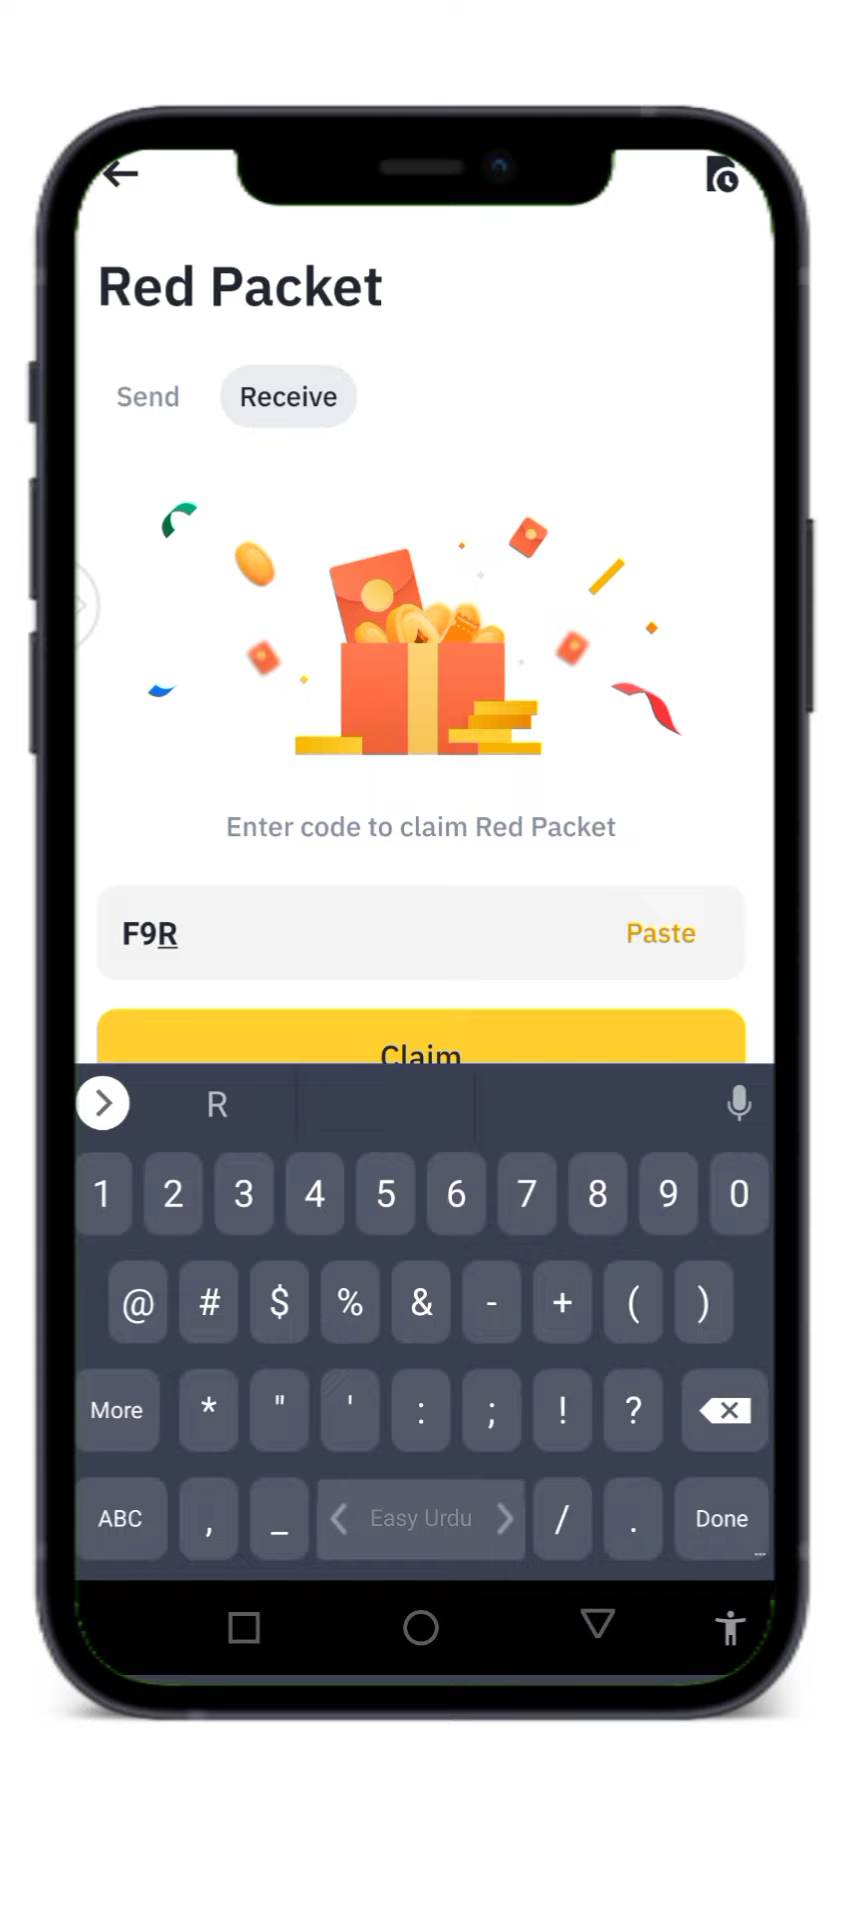 Red Packet
Send Receive
Enter code to claim Red Packet
F9R Paste
Claim
R
1 2 3 4 5 6 7 8 9 0
@ # $ % & - + ( )
More * " ' : ; ! ?
ABC , _ Easy Urdu / . Done